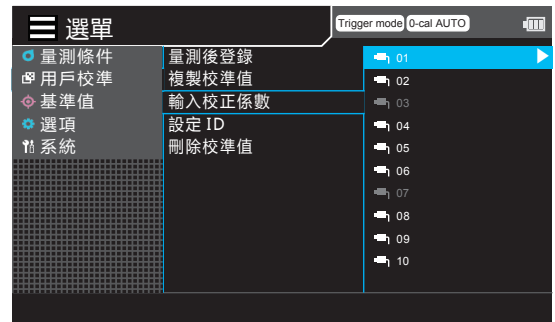 選單
Trigger mode 0-cal AUTO
量測條件
用戶校準
基準值
選項
系統
量測後登錄
複製校準值
輸入校正係數
設定 ID
刪除校準值
01
02
03
04
05
06
07
08
09
10